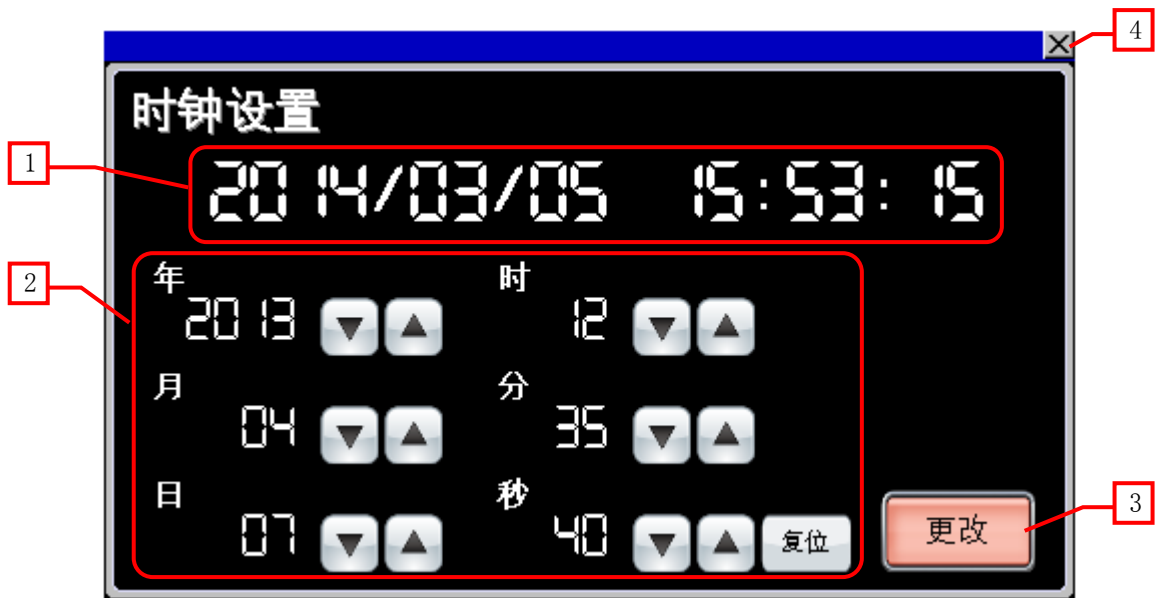 4
时钟设置
1
2014/03/05 15:53:15
2
年 时
2013 ▼ ▲ 12 ▼ ▲
月 分
04 ▼ ▲ 35 ▼ ▲
日 秒
07 ▼ ▲ 40 ▼ ▲ 复位
更改
3